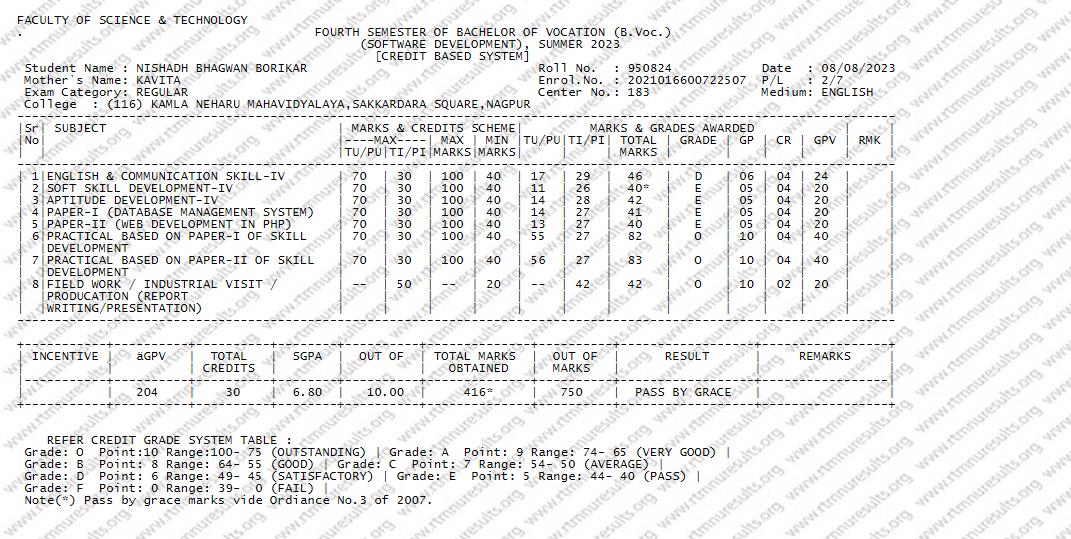 FACULTY OF SCIENCE & TECHNOLOGY
.
FOURTH SEMESTER OF BACHELOR OF VOCATION (B.Voc.)
(SOFTWARE DEVELOPMENT), SUMMER 2023
[CREDIT BASED SYSTEM]
Student Name : NISHADH BHAGWAN BORIKAR Roll No. : 950824 Date : 08/08/2023
Mother`s Name: KAVITA Enrol.No. : 2021016600722507 P/L : 2/7
Exam Category: REGULAR Center No.: 183 Medium: ENGLISH
College : (116) KAMLA NEHARU MAHAVIDYALAYA,SAKKARDARA SQUARE,NAGPUR
|Sr| SUBJECT | MARKS & CREDITS SCHEME| MARKS & GRADES AWARDED | |
|No| |----MAX----| MAX | MIN |TU/PU|TI/PI| TOTAL | GRADE | GP | CR | GPV | RMK |
| | |TU/PI|TI/PI|MARKS|MARKS| | | MARKS | | | | | |
| 1|ENGLISH & COMMUNICATION SKILL-IV | 70 | 30 | 100 | 40 | 17 | 29 | 46 | D | 06 | 04 | 24 | |
| 2|SOFT SKILL DEVELOPMENT-IV | 70 | 30 | 100 | 40 | 11 | 26 | 40* | E | 05 | 04 | 20 | |
| 3|APTITUDE DEVELOPMENT-IV | 70 | 30 | 100 | 40 | 14 | 28 | 42 | E | 05 | 04 | 20 | |
| 4|PAPER-I (DATABASE MANAGEMENT SYSTEM) | 70 | 30 | 100 | 40 | 14 | 27 | 41 | E | 05 | 04 | 20 | |
| 5|PAPER-II (WEB DEVELOPMENT IN PHP) | 70 | 30 | 100 | 40 | 13 | 27 | 40 | E | 05 | 04 | 20 | |
| 6|PRACTICAL BASED ON PAPER-I OF SKILL | 70 | 30 | 100 | 40 | 55 | 27 | 82 | O | 10 | 04 | 40 | |
| |DEVELOPMENT
| 7|PRACTICAL BASED ON PAPER-II OF SKILL | 70 | 30 | 100 | 40 | 56 | 27 | 83 | O | 10 | 04 | 40 | |
| |DEVELOPMENT
| 8|FIELD WORK / INDUSTRIAL VISIT / | -- | 50 | -- | 20 | -- | 42 | 42 | O | 10 | 02 | 20 | |
| |PRODUCATION (REPORT
| |WRITING/PRESENTATION)
| INCENTIVE | äGPV | TOTAL | SGPA | OUT OF | TOTAL MARKS | OUT OF | RESULT | REMARKS |
| | | CREDITS | | | OBTAINED | MARKS | | |
| | 204 | 30 | 6.80 | 10.00 | 416* | 750 | PASS BY GRACE | |
REFER CREDIT GRADE SYSTEM TABLE :
Grade: O Point:10 Range:100- 75 (OUTSTANDING) | Grade: A Point: 9 Range: 74- 65 (VERY GOOD) |
Grade: B Point: 8 Range: 64- 55 (GOOD) | Grade: C Point: 7 Range: 54- 50 (AVERAGE) |
Grade: D Point: 6 Range: 49- 45 (SATISFACTORY) | Grade: E Point: 5 Range: 44- 40 (PASS) |
Grade: F Point: 0 Range: 39- 0 (FAIL) |
Note(*) Pass by grace marks vide Ordiance No.3 of 2007.
www.rtmnuresults.org